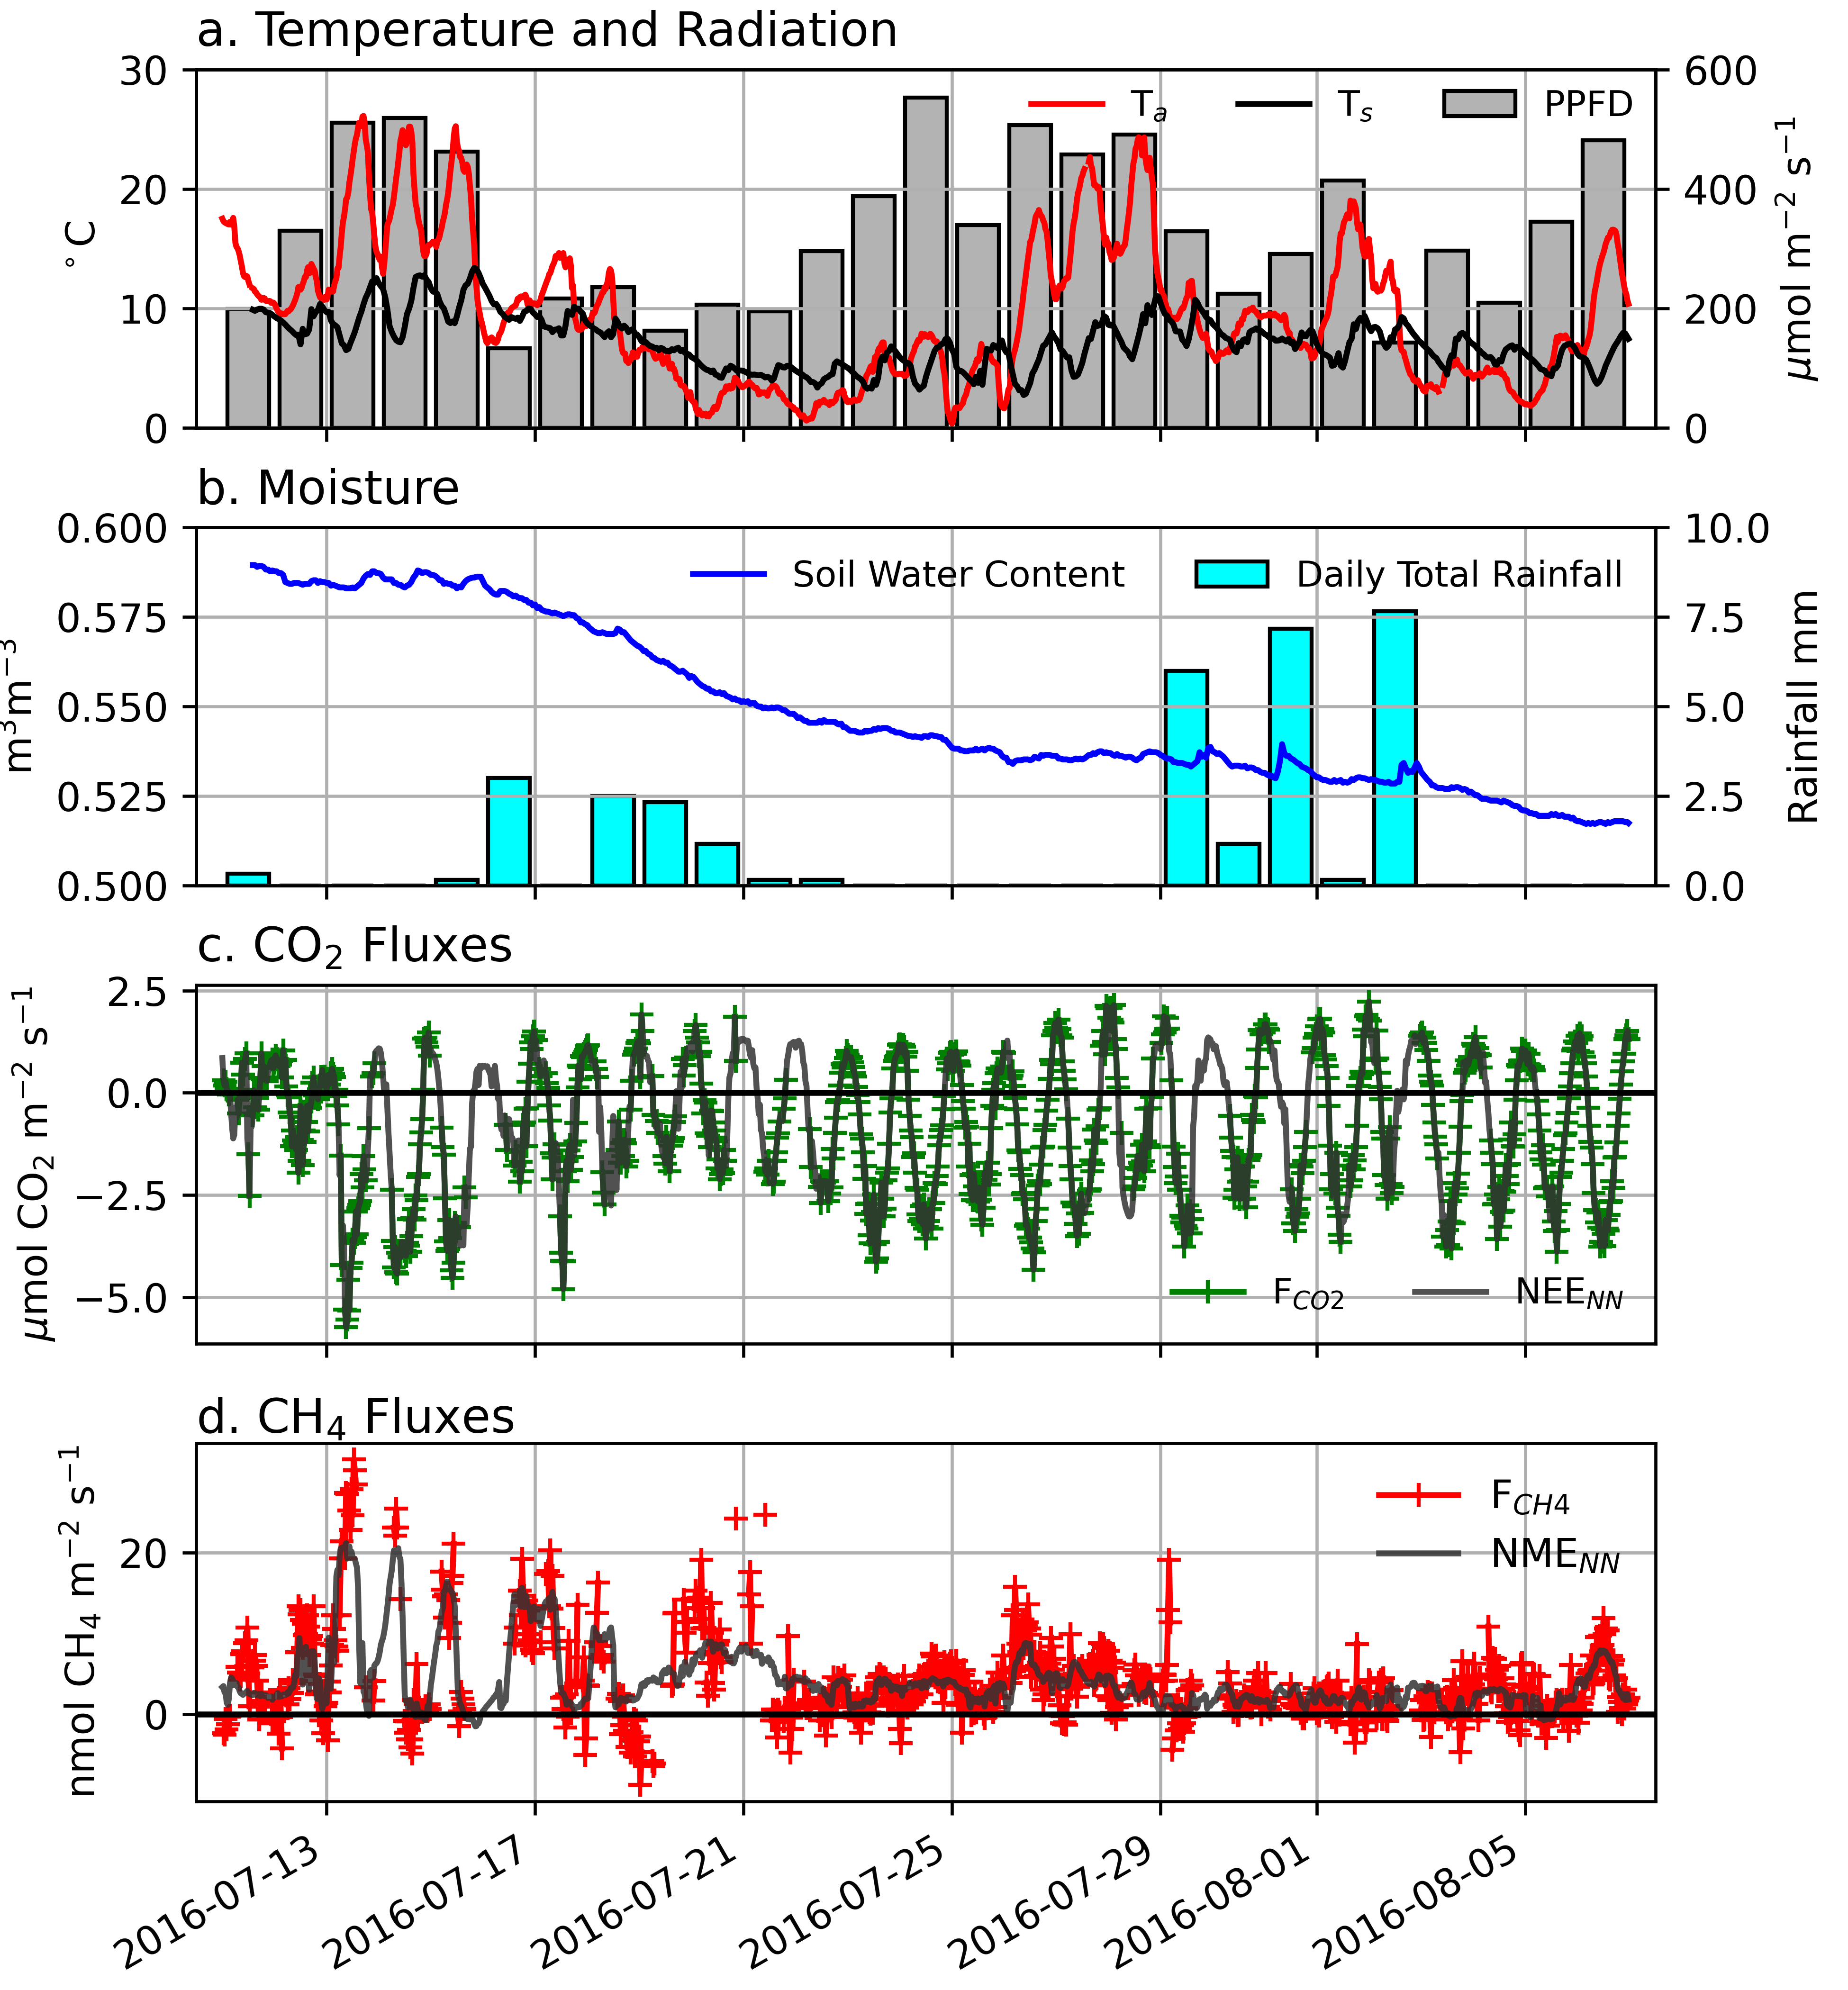 a. Temperature and Radiation
30
20
10
0
°C
600
400
200
0
μmol m⁻² s⁻¹
Tₐ
Tₛ
PPFD
b. Moisture
0.600
0.575
0.550
0.525
0.500
m³m⁻³
10.0
7.5
5.0
2.5
0.0
Rainfall mm
Soil Water Content
Daily Total Rainfall
c. CO₂ Fluxes
2.5
0.0
−2.5
−5.0
μmol CO₂ m⁻² s⁻¹
F_CO2
NEE_NN
d. CH₄ Fluxes
20
0
nmol CH₄ m⁻² s⁻¹
F_CH4
NME_NN
2016-07-13
2016-07-17
2016-07-21
2016-07-25
2016-07-29
2016-08-01
2016-08-05